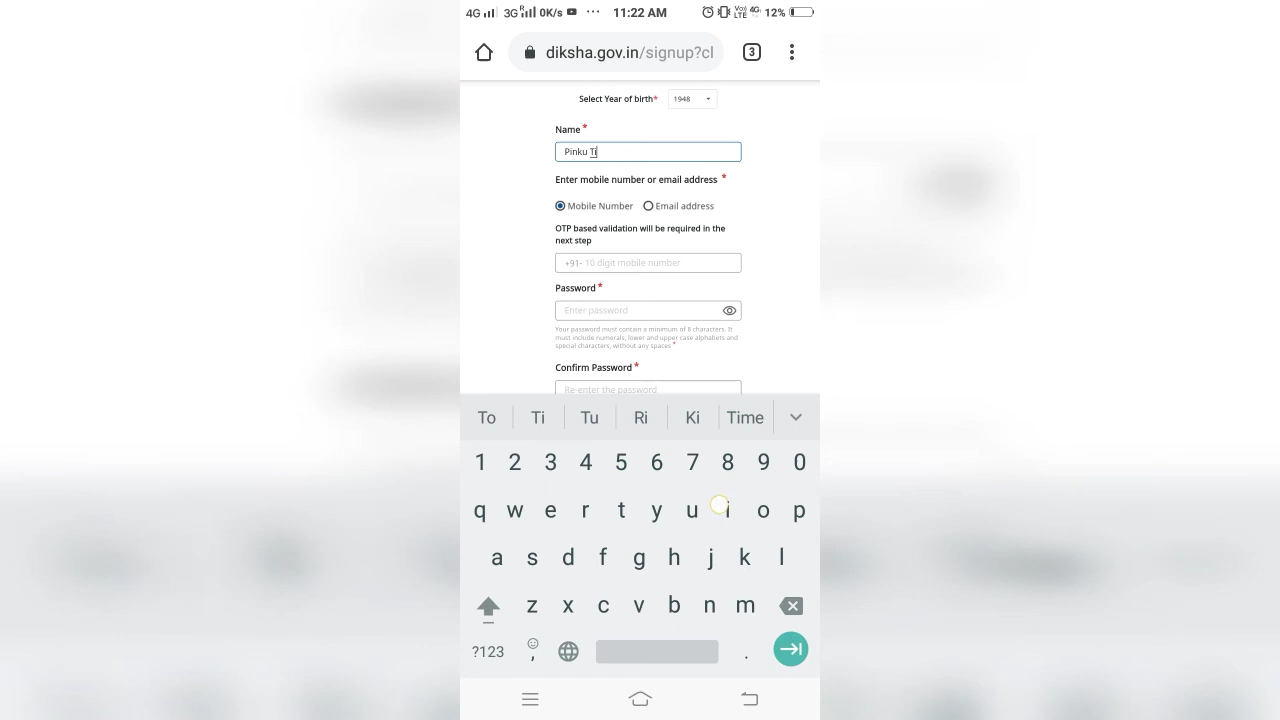 4G 3G R 0K/s ··· 11:22 AM VoLTE 4G 12%
diksha.gov.in/signup?cl 3
Select Year of birth* 1948
Name *
Pinku Ti
Enter mobile number or email address *
Mobile Number Email address
OTP based validation will be required in the
next step
+91- 10 digit mobile number
Password *
Enter password
Your password must contain a minimum of 8 characters. It
must include numerals, lower and upper case alphabets and
special characters, without any spaces *
Confirm Password *
Re-enter the password
To Ti Tu Ri Ki Time
1 2 3 4 5 6 7 8 9 0
q w e r t y u i o p
a s d f g h j k l
z x c v b n m
?123 , .